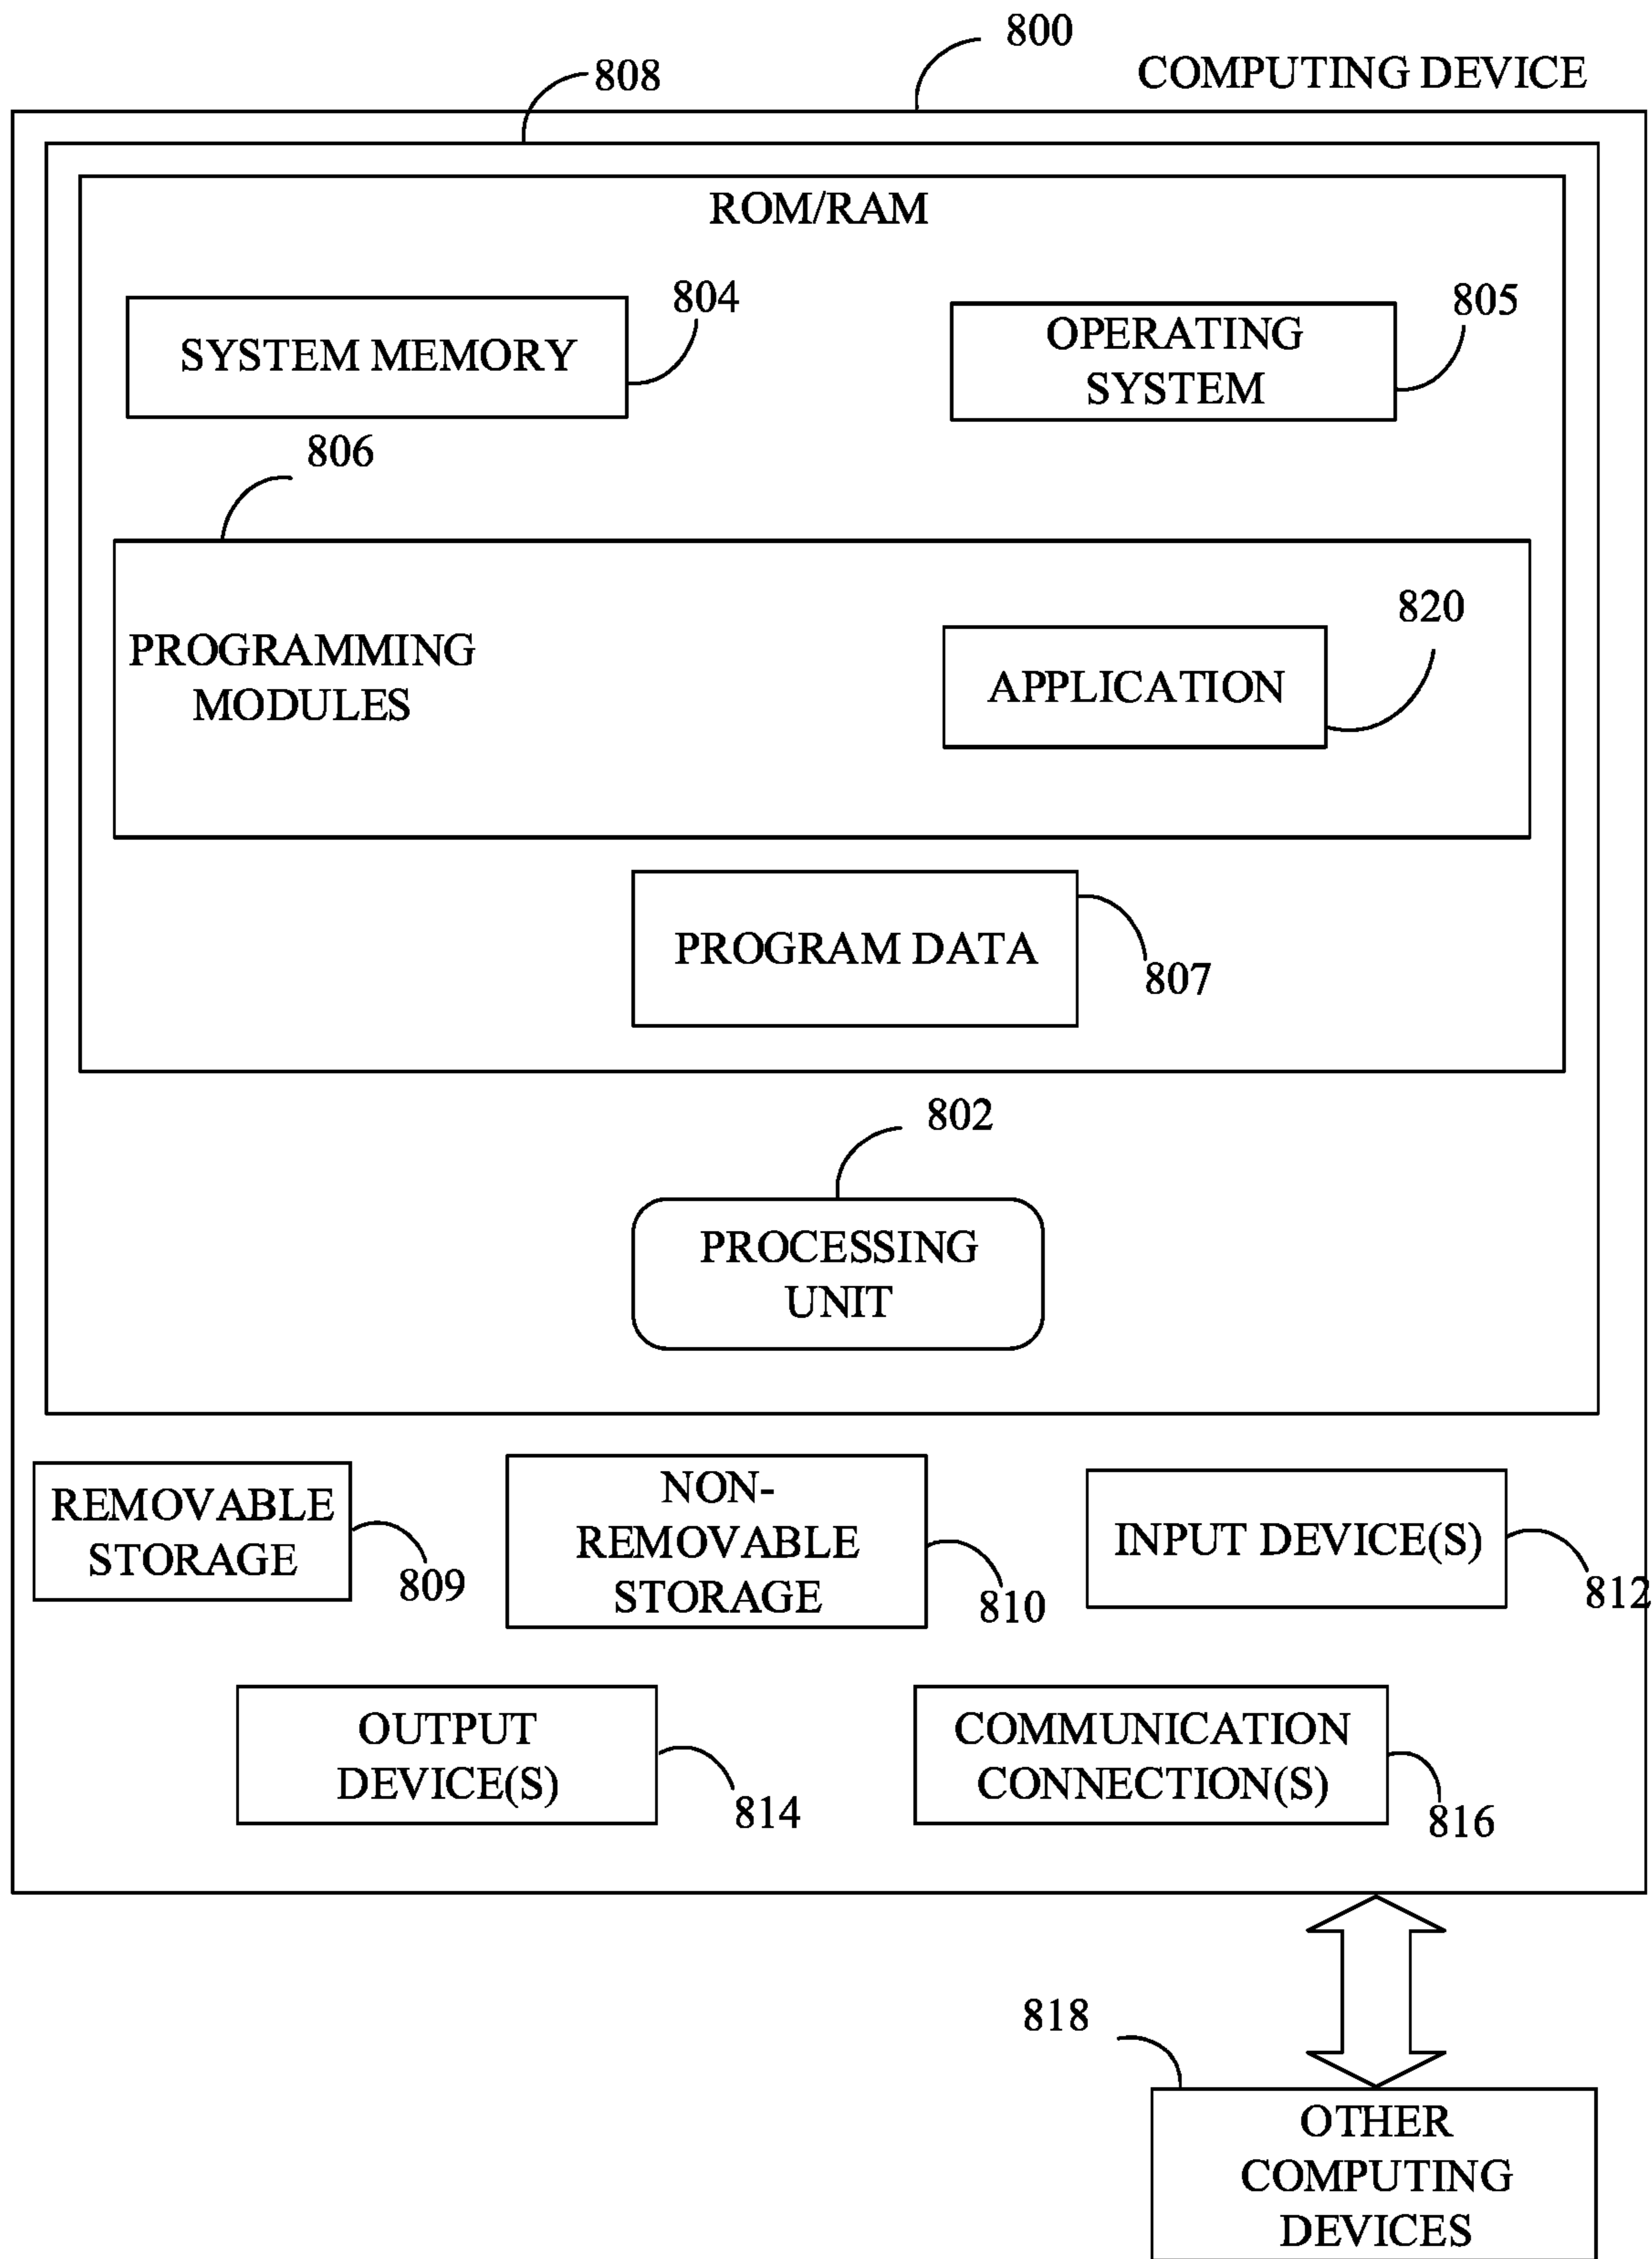 800
COMPUTING DEVICE
808
ROM/RAM
804
SYSTEM MEMORY
805
OPERATING
SYSTEM
806
PROGRAMMING
MODULES
820
APPLICATION
PROGRAM DATA
807
802
PROCESSING
UNIT
REMOVABLE
STORAGE
809
NON-
REMOVABLE
STORAGE
810
INPUT DEVICE(S)
812
OUTPUT
DEVICE(S)
814
COMMUNICATION
CONNECTION(S)
816
818
OTHER
COMPUTING
DEVICES